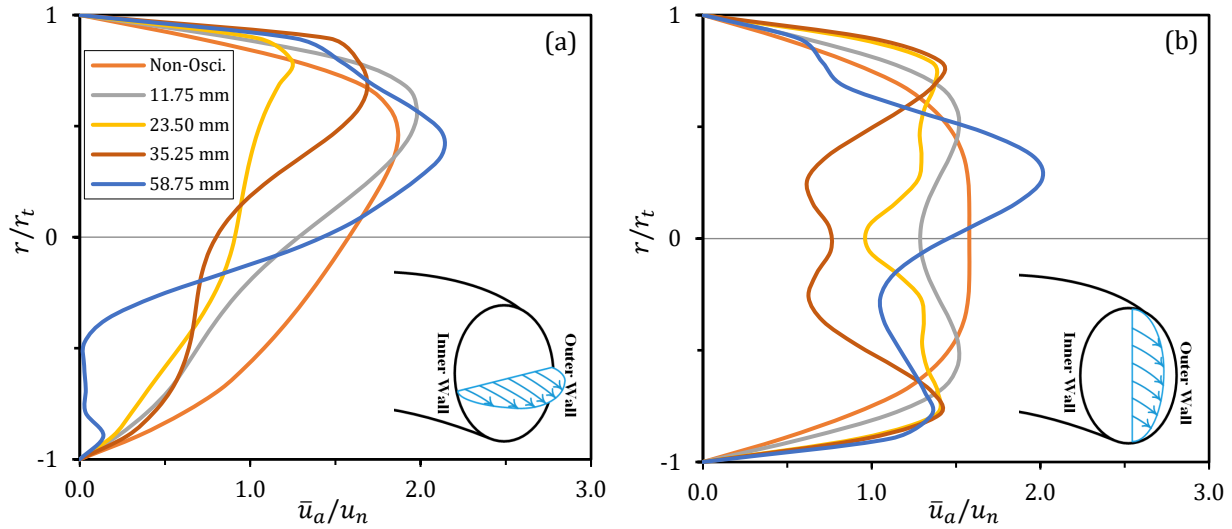 1
(a)
Non-Osci.
11.75 mm
23.50 mm
35.25 mm
58.75 mm
r/r_t
0
Inner Wall
Outer Wall
-1
0.0
1.0
2.0
3.0
ū_a/u_n
1
(b)
r/r_t
0
Inner Wall
Outer Wall
-1
0.0
1.0
2.0
3.0
ū_a/u_n